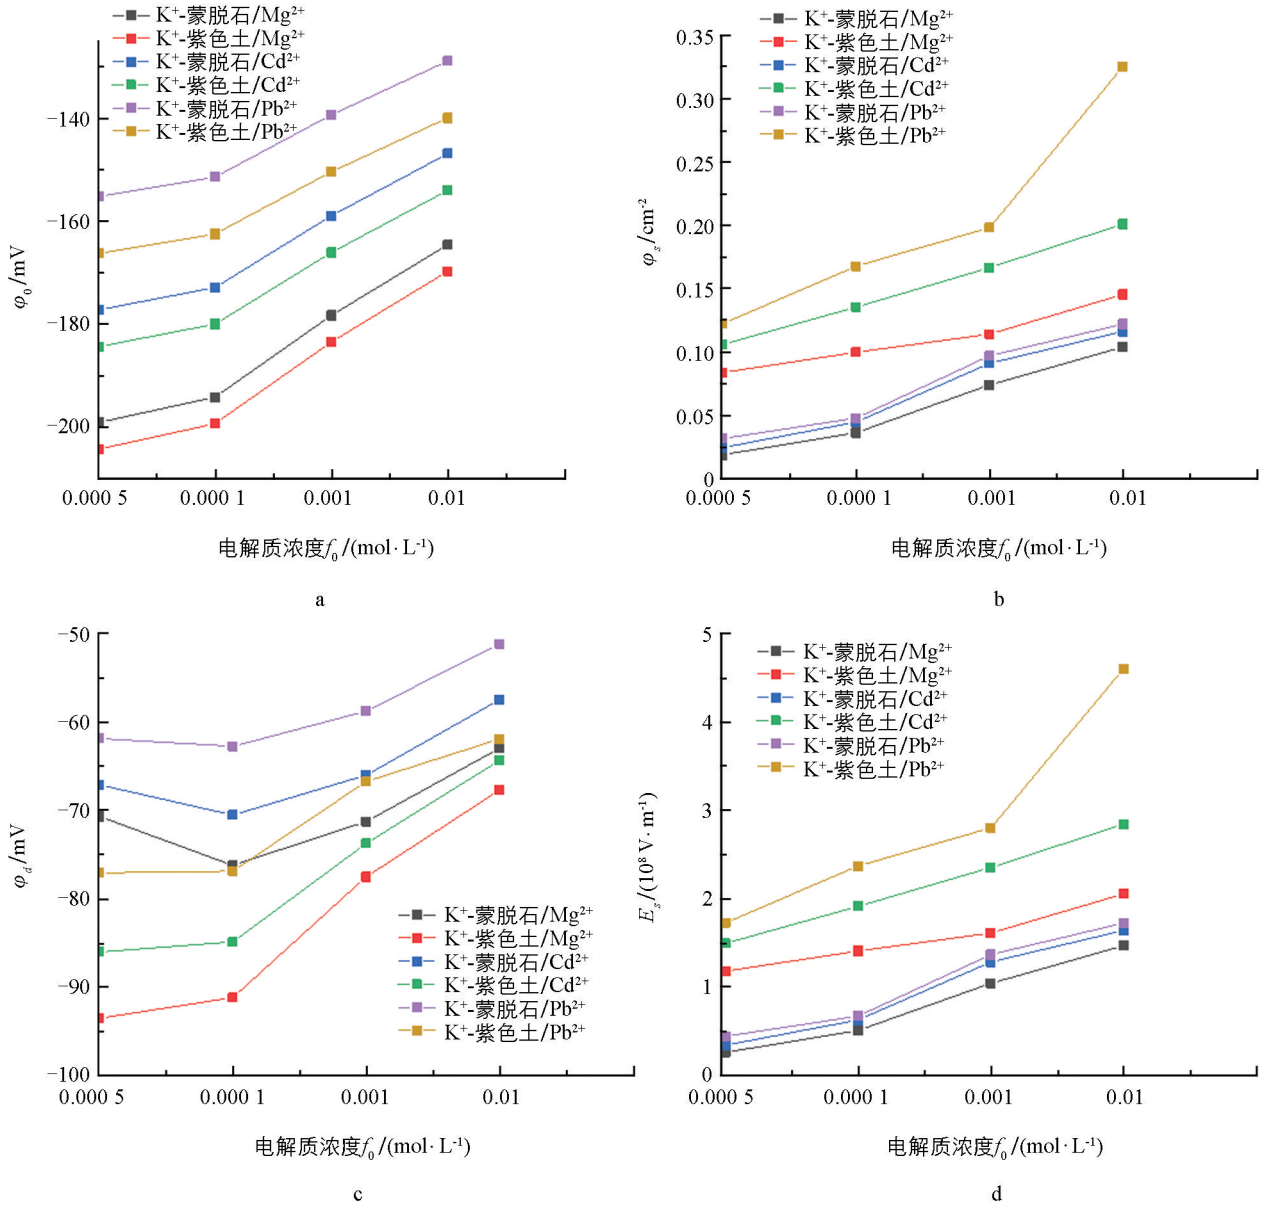 K⁺-蒙脱石/Mg²⁺
K⁺-紫色土/Mg²⁺
K⁺-蒙脱石/Cd²⁺
K⁺-紫色土/Cd²⁺
K⁺-蒙脱石/Pb²⁺
K⁺-紫色土/Pb²⁺
−140
−160
−180
−200
φ₀/mV
0.000 5
0.000 1
0.001
0.01
电解质浓度f₀/(mol·L⁻¹)
a
K⁺-蒙脱石/Mg²⁺
K⁺-紫色土/Mg²⁺
K⁺-蒙脱石/Cd²⁺
K⁺-紫色土/Cd²⁺
K⁺-蒙脱石/Pb²⁺
K⁺-紫色土/Pb²⁺
0.35
0.30
0.25
0.20
0.15
0.10
0.05
0
φₛ/cm⁻²
0.000 5
0.000 1
0.001
0.01
电解质浓度f₀/(mol·L⁻¹)
b
−50
−60
−70
−80
−90
−100
φ_d/mV
K⁺-蒙脱石/Mg²⁺
K⁺-紫色土/Mg²⁺
K⁺-蒙脱石/Cd²⁺
K⁺-紫色土/Cd²⁺
K⁺-蒙脱石/Pb²⁺
K⁺-紫色土/Pb²⁺
0.000 5
0.000 1
0.001
0.01
电解质浓度f₀/(mol·L⁻¹)
c
K⁺-蒙脱石/Mg²⁺
K⁺-紫色土/Mg²⁺
K⁺-蒙脱石/Cd²⁺
K⁺-紫色土/Cd²⁺
K⁺-蒙脱石/Pb²⁺
K⁺-紫色土/Pb²⁺
5
4
3
2
1
0
Eₛ/(10⁸ V·m⁻¹)
0.000 5
0.000 1
0.001
0.01
电解质浓度f₀/(mol·L⁻¹)
d